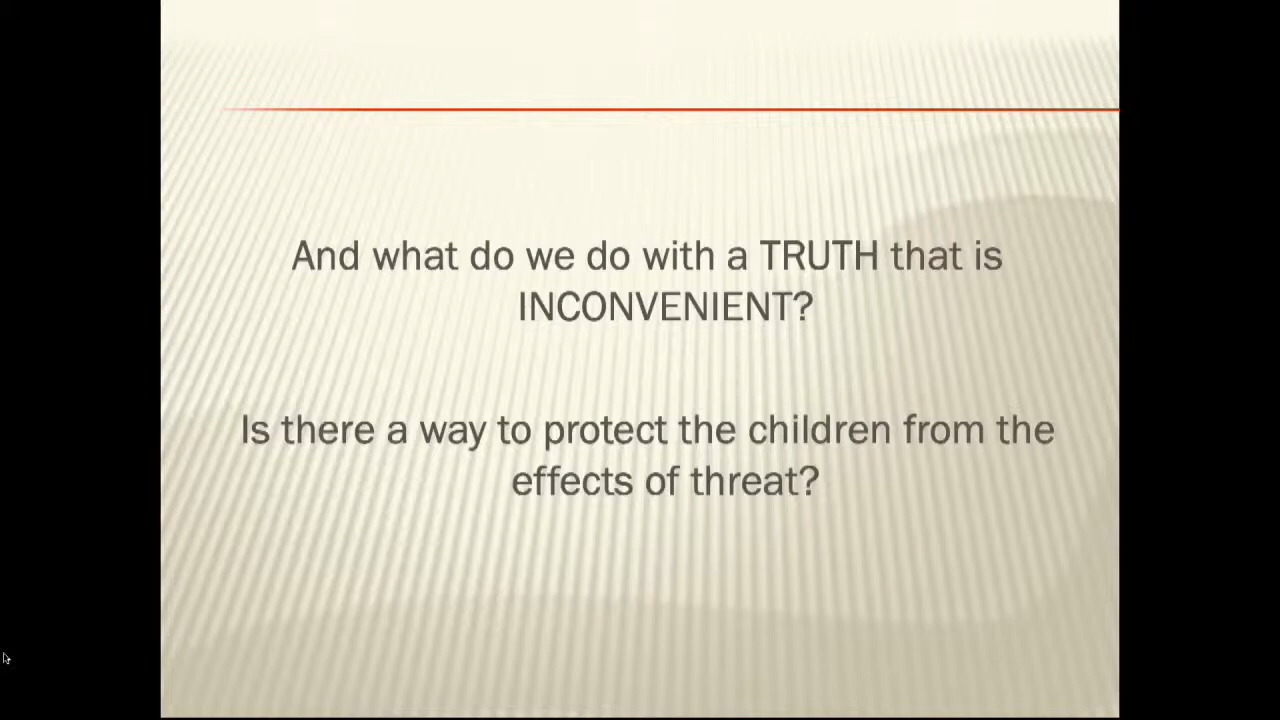 And what do we do with a TRUTH that is
INCONVENIENT?
Is there a way to protect the children from the
effects of threat?